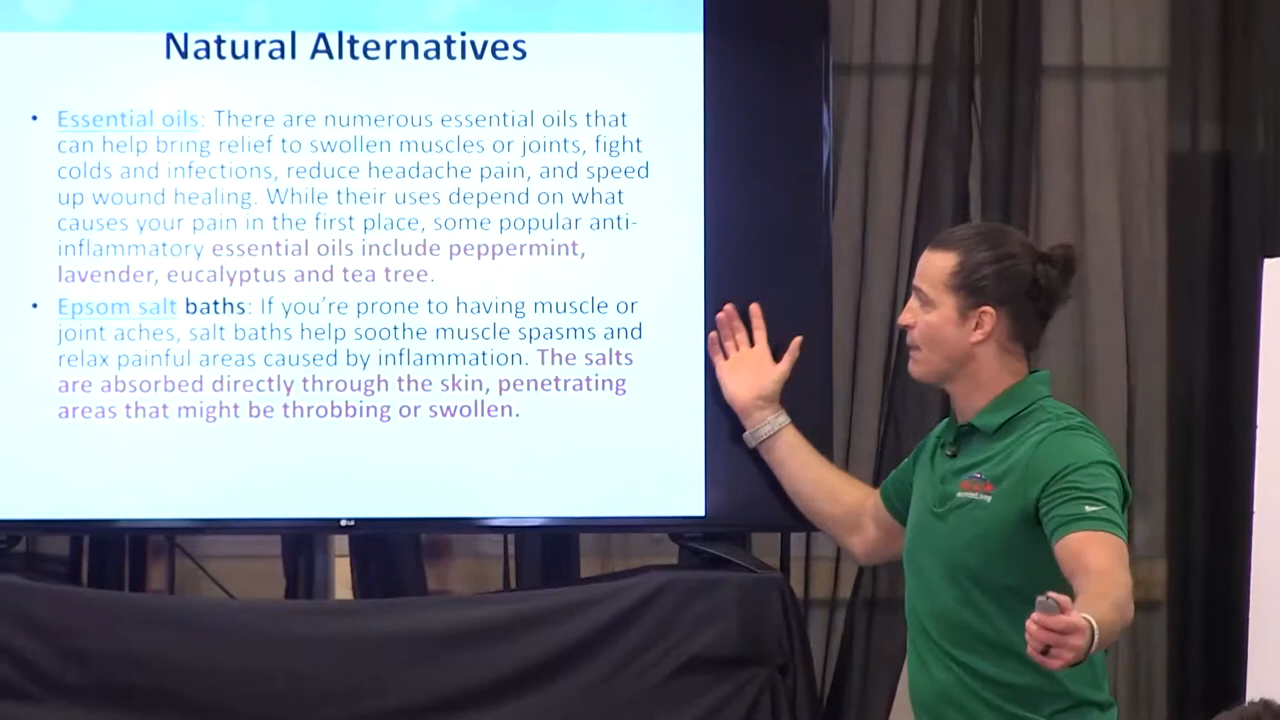 Natural Alternatives
• Essential oils: There are numerous essential oils that
can help bring relief to swollen muscles or joints, fight
colds and infections, reduce headache pain, and speed
up wound healing. While their uses depend on what
causes your pain in the first place, some popular anti-
inflammatory essential oils include peppermint,
lavender, eucalyptus and tea tree.
• Epsom salt baths: If you're prone to having muscle or
joint aches, salt baths help soothe muscle spasms and
relax painful areas caused by inflammation. The salts
are absorbed directly through the skin, penetrating
areas that might be throbbing or swollen.
LG